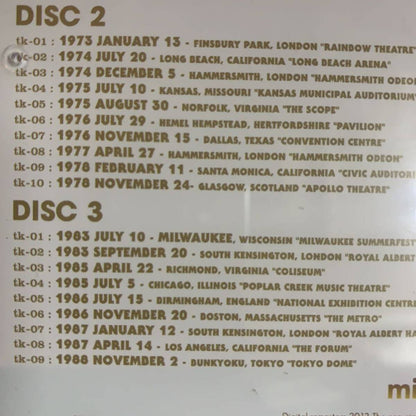 DISC 2
tk-01 : 1973 JANUARY 13 - FINSBURY PARK, LONDON "RAINBOW THEATRE"
tk-02 : 1974 JULY 20 - LONG BEACH, CALIFORNIA "LONG BEACH ARENA"
tk-03 : 1974 DECEMBER 5 - HAMMERSMITH, LONDON "HAMMERSMITH ODEON
tk-04 : 1975 JULY 10 - KANSAS, MISSOURI "KANSAS MUNICIPAL AUDITORIUM"
tk-05 : 1975 AUGUST 30 - NORFOLK, VIRGINIA "THE SCOPE"
tk-06 : 1976 JULY 29 - HEMEL HEMPSTEAD, HERTFORDSHIRE "PAVILION"
tk-07 : 1976 NOVEMBER 15 - DALLAS, TEXAS "CONVENTION CENTRE"
tk-08 : 1977 APRIL 27 - HAMMERSMITH, LONDON "HAMMERSMITH ODEON"
tk-09 : 1978 FEBRUARY 11 - SANTA MONICA, CALIFORNIA "CIVIC AUDITORI
tk-10 : 1978 NOVEMBER 24- GLASGOW, SCOTLAND "APOLLO THEATRE"
DISC 3
tk-01 : 1983 JULY 10 - MILWAUKEE, WISCONSIN "MILWAUKEE SUMMERFEST
tk-02 : 1983 SEPTEMBER 20 - SOUTH KENSINGTON, LONDON "ROYAL ALBERT
tk-03 : 1985 APRIL 22 - RICHMOND, VIRGINIA "COLISEUM"
tk-04 : 1985 JULY 5 - CHICAGO, ILLINOIS "POPLAR CREEK MUSIC THEATRE"
tk-05 : 1986 JULY 15 - BIRMINGHAM, ENGLAND "NATIONAL EXHIBITION CENTRE
tk-06 : 1986 NOVEMBER 20 - BOSTON, MASSACHUSETTS "THE METRO"
tk-07 : 1987 JANUARY 12 - SOUTH KENSINGTON, LONDON "ROYAL ALBERT HA
tk-08 : 1987 APRIL 14 - LOS ANGELES, CALIFORNIA "THE FORUM"
tk-09 : 1988 NOVEMBER 2 - BUNKYOKU, TOKYO "TOKYO DOME"
mi